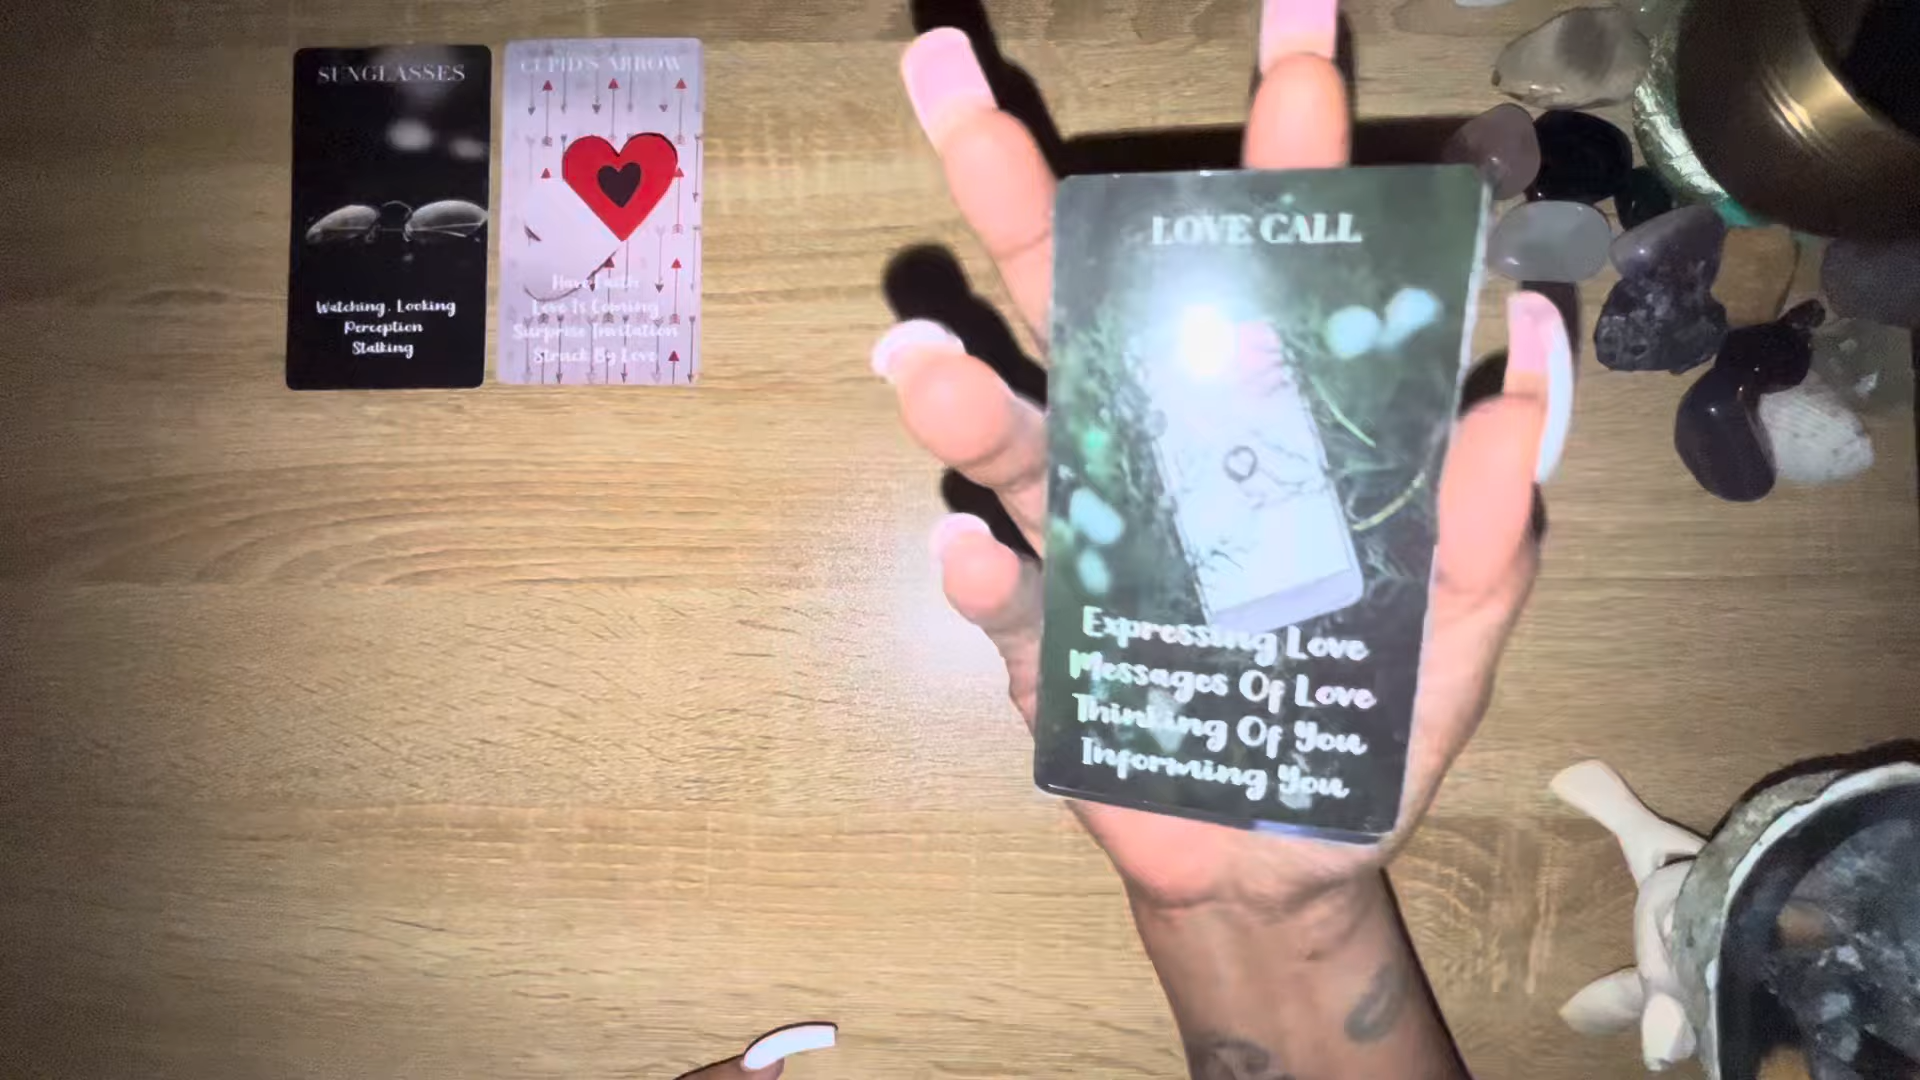 SUNGLASSES
Watching, Looking
Perception
Stalking
CUPID'S ARROW
Have Faith
Love Is Coming
Surprise Invitation
Struck By Love
LOVE CALL
Expressing Love
Messages Of Love
Thinking Of You
Informing You